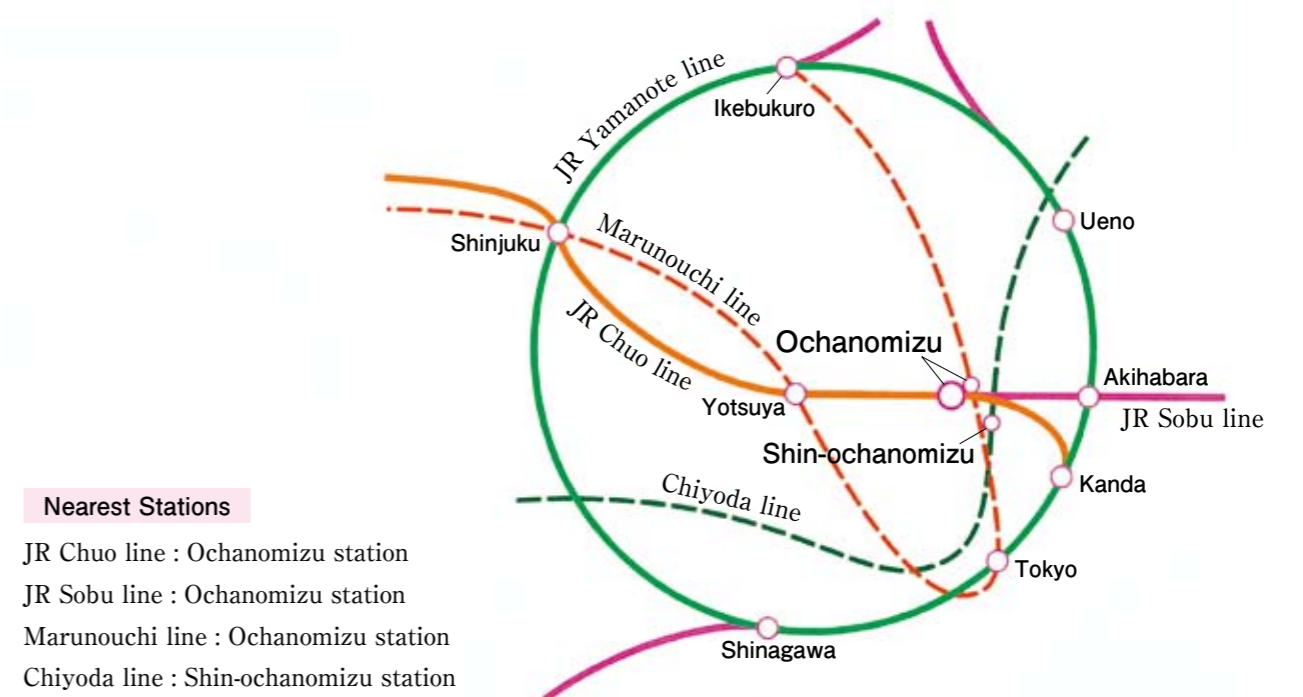 JR Yamanote line
Ikebukuro
Ueno
Shinjuku
Marunouchi line
JR Chuo line
Ochanomizu
Yotsuya
Akihabara
JR Sobu line
Shin-ochanomizu
Kanda
Chiyoda line
Tokyo
Shinagawa
Nearest Stations
JR Chuo line : Ochanomizu station
JR Sobu line : Ochanomizu station
Marunouchi line : Ochanomizu station
Chiyoda line : Shin-ochanomizu station